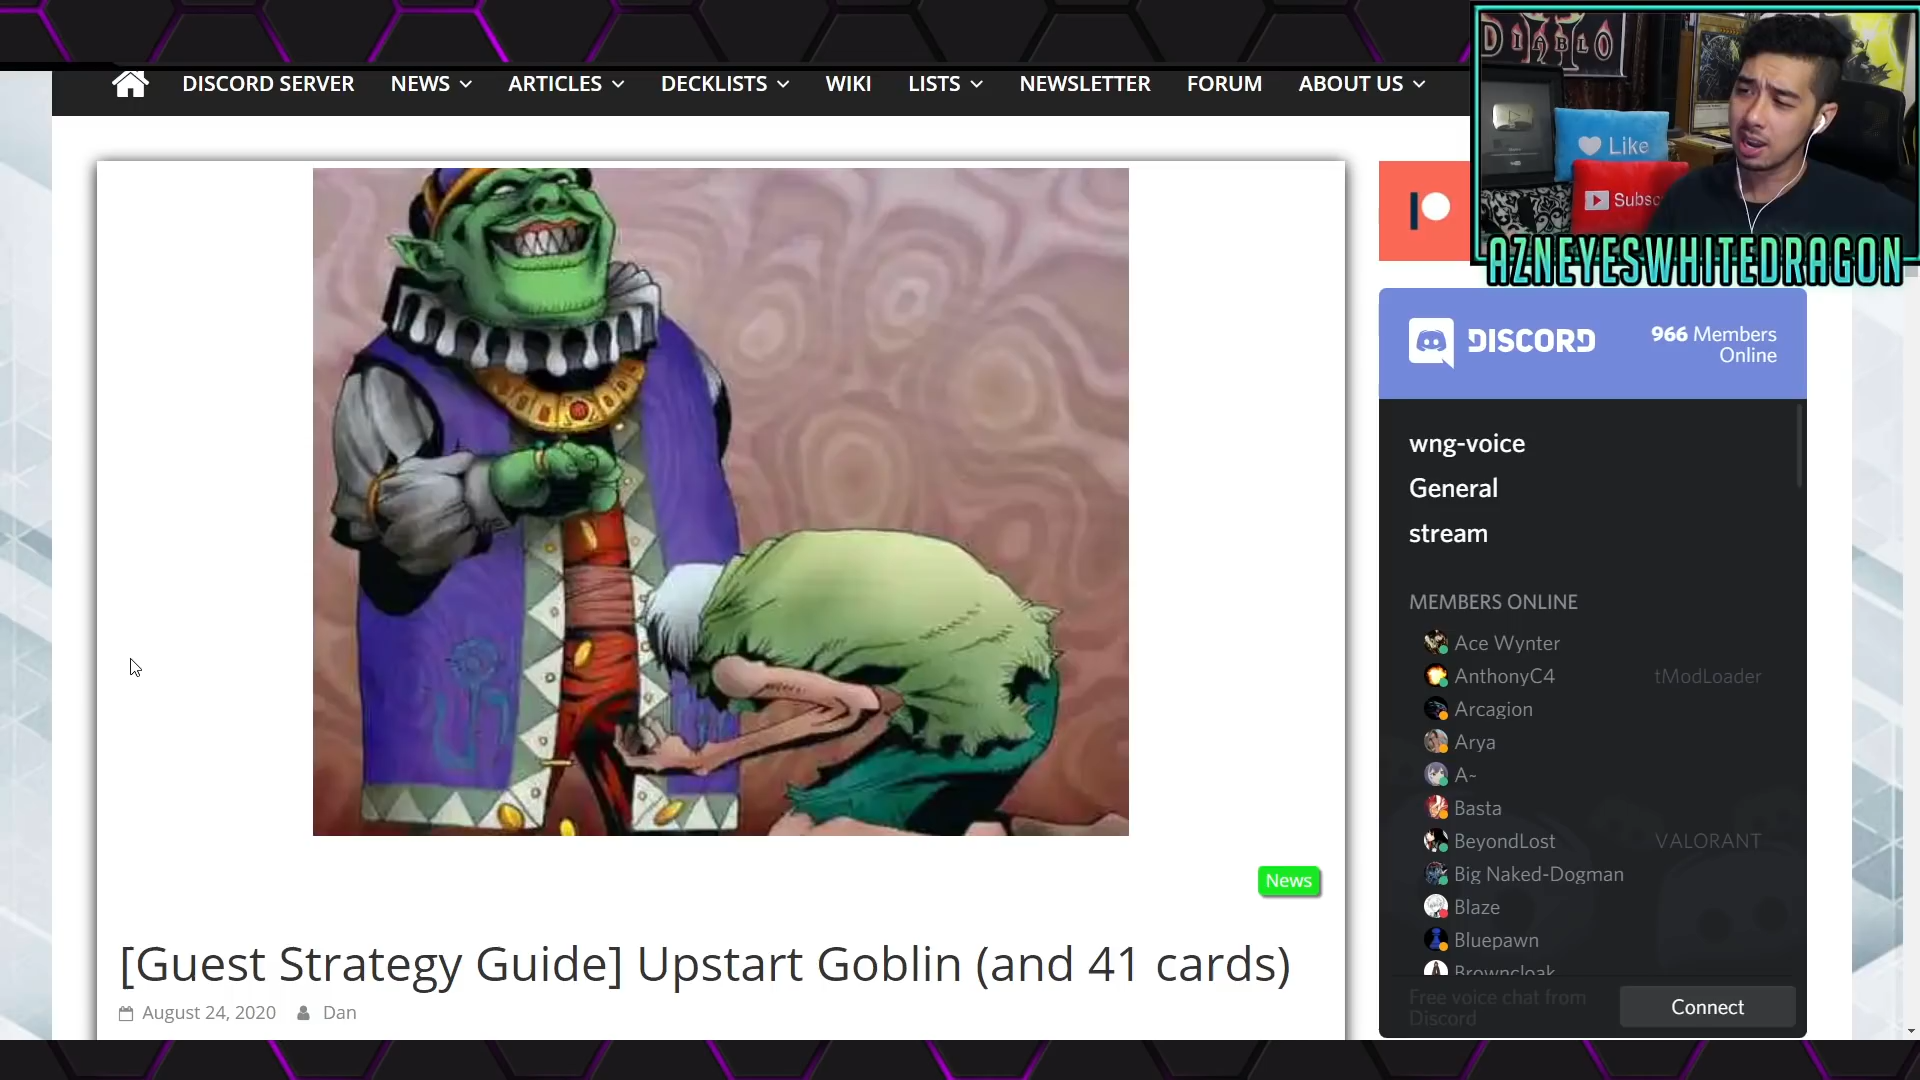 DISCORD SERVER NEWS ARTICLES DECKLISTS WIKI LISTS NEWSLETTER FORUM ABOUT US
DIABLO
Like
Subsc
AZNEYESWHITEDRAGON
DISCORD
966 Members
Online
wng-voice
General
stream
MEMBERS ONLINE
Ace Wynter
AnthonyC4 tModLoader
Arcagion
Arya
A~
Basta
BeyondLost VALORANT
Big Naked-Dogman
Blaze
Bluepawn
Browncloak
Free voice chat from
Discord
Connect
News
[Guest Strategy Guide] Upstart Goblin (and 41 cards)
August 24, 2020 Dan